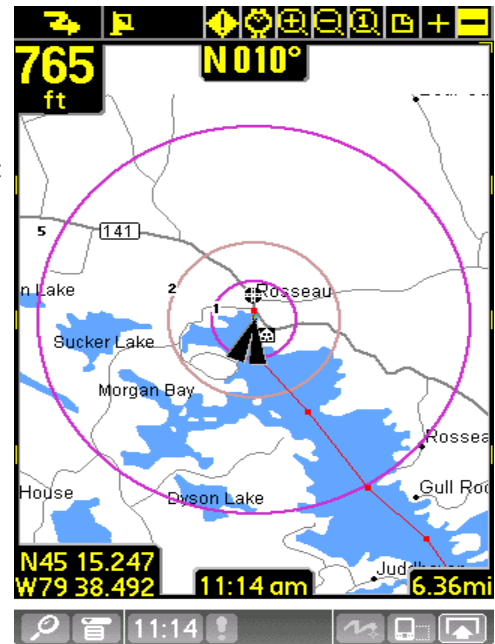 1
765
ft
N 010°
5
141
2
n Lake
Rosseau
1
Sucker Lake
Morgan Bay
Rossea
House
Dyson Lake
Gull Roc
N45 15.247
W79 38.492
11:14 am
6.36mi
11:14